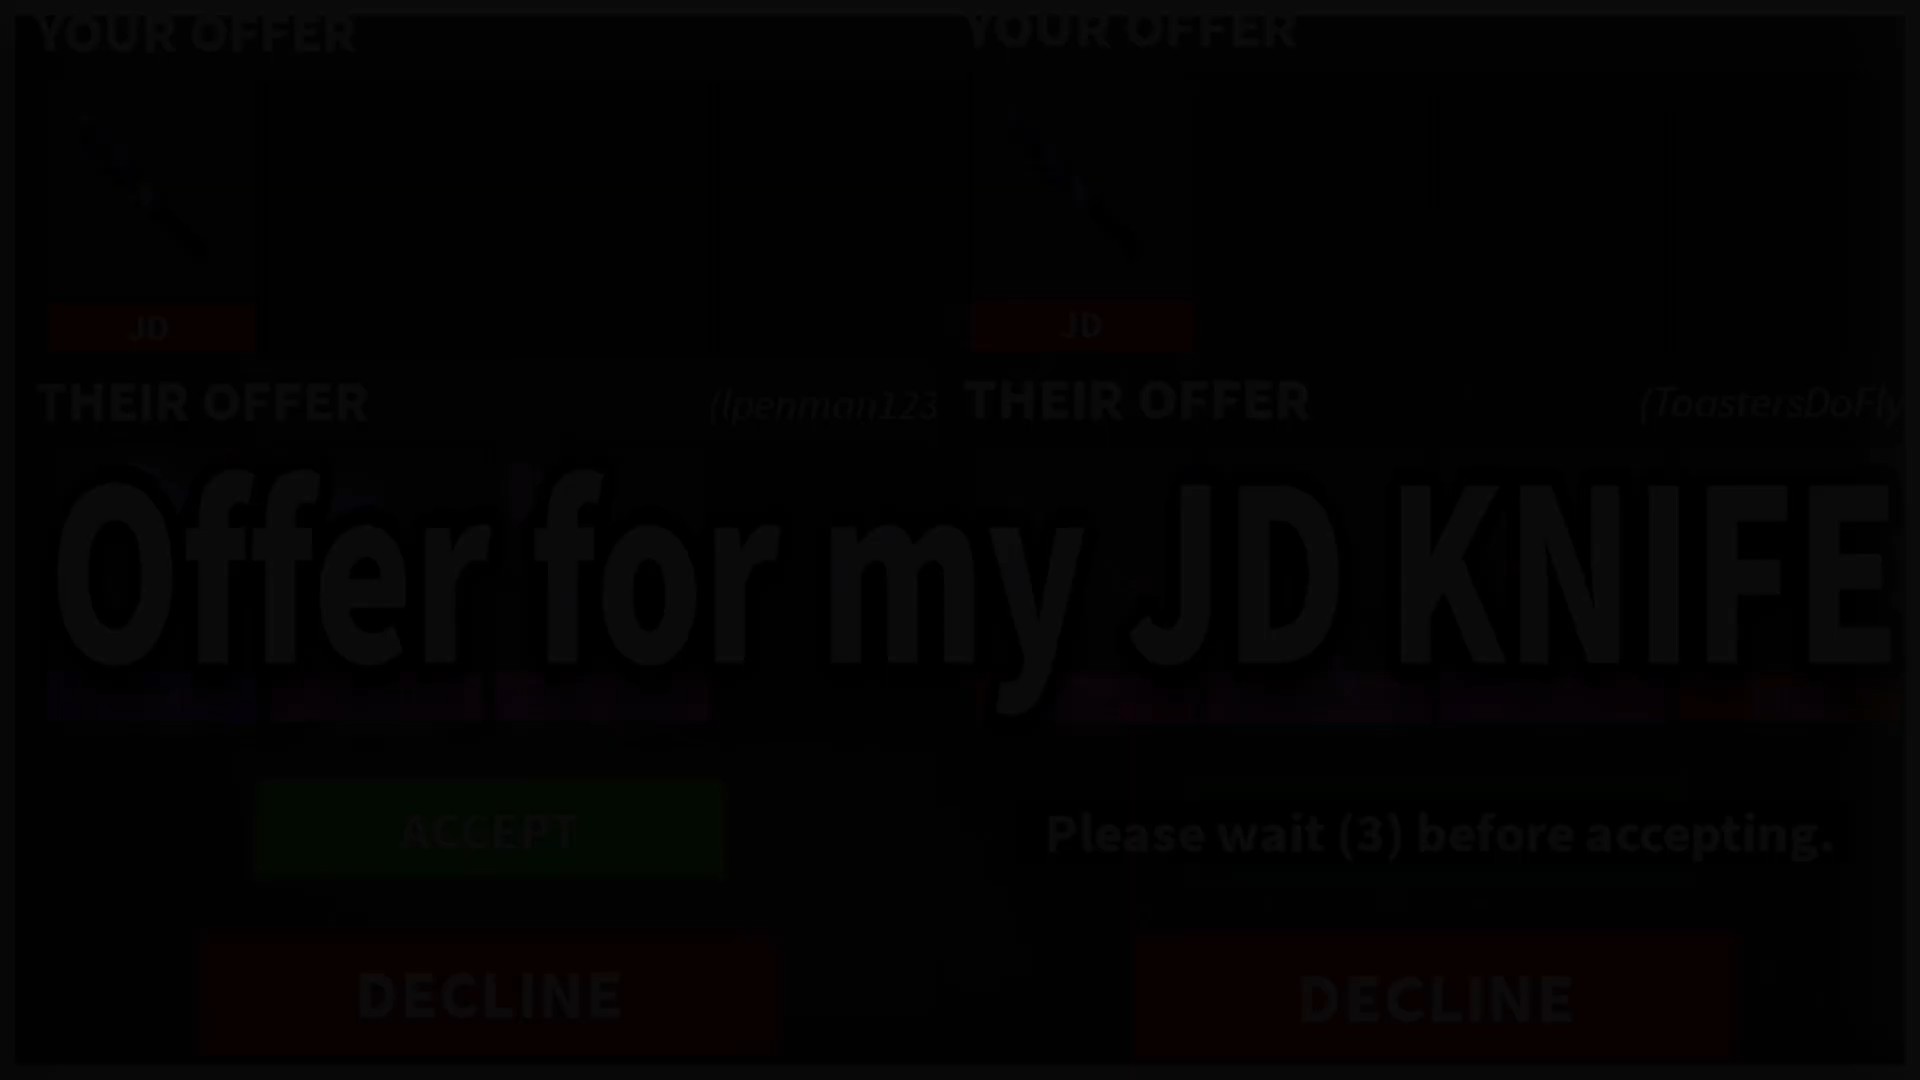 YOUR OFFER
YOUR OFFER
JD
JD
THEIR OFFER
(Ipenman123
THEIR OFFER
(ToastersDoFly
Offer for my JD KNIFE
ACCEPT
Please wait (3) before accepting.
DECLINE
DECLINE